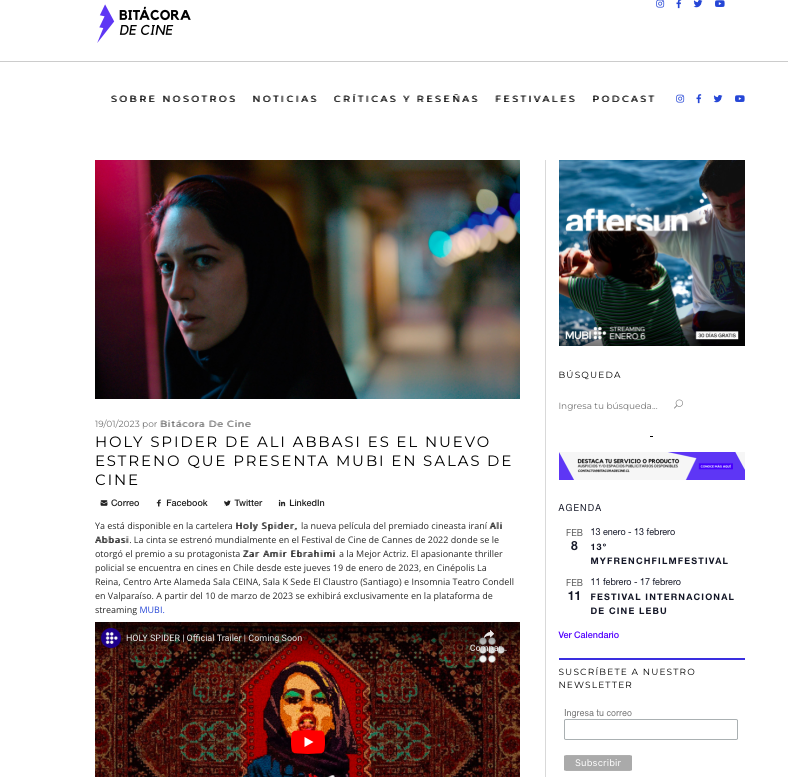 BITÁCORA
DE CINE
SOBRE NOSOTROS NOTICIAS CRÍTICAS Y RESEÑAS FESTIVALES PODCAST
19/01/2023 por Bitácora De Cine
HOLY SPIDER DE ALI ABBASI ES EL NUEVO
ESTRENO QUE PRESENTA MUBI EN SALAS DE
CINE
Correo Facebook Twitter LinkedIn
Ya está disponible en la cartelera Holy Spider, la nueva película del premiado cineasta iraní Ali
Abbasi. La cinta se estrenó mundialmente en el Festival de Cine de Cannes de 2022 donde se le
otorgó el premio a su protagonista Zar Amir Ebrahimi a la Mejor Actriz. El apasionante thriller
policial se encuentra en cines en Chile desde este jueves 19 de enero de 2023, en Cinépolis La
Reina, Centro Arte Alameda Sala CEINA, Sala K Sede El Claustro (Santiago) e Insomnia Teatro Condell
en Valparaíso. A partir del 10 de marzo de 2023 se exhibirá exclusivamente en la plataforma de
streaming MUBI.
HOLY SPIDER | Official Trailer | Coming Soon
aftersun
MUBI STREAMING
ENERO 6
30 DÍAS GRATIS
BÚSQUEDA
Ingresa tu búsqueda...
-
DESTACA TU SERVICIO O PRODUCTO
AUSPICIOS Y/O ESPACIOS PUBLICITARIOS DISPONIBLES
AGENDA
FEB 13 enero - 13 febrero
8 13°
MYFRENCHFILMFESTIVAL
FEB 11 febrero - 17 febrero
11 FESTIVAL INTERNACIONAL
DE CINE LEBU
Ver Calendario
SUSCRÍBETE A NUESTRO
NEWSLETTER
Ingresa tu correo
Subscribir